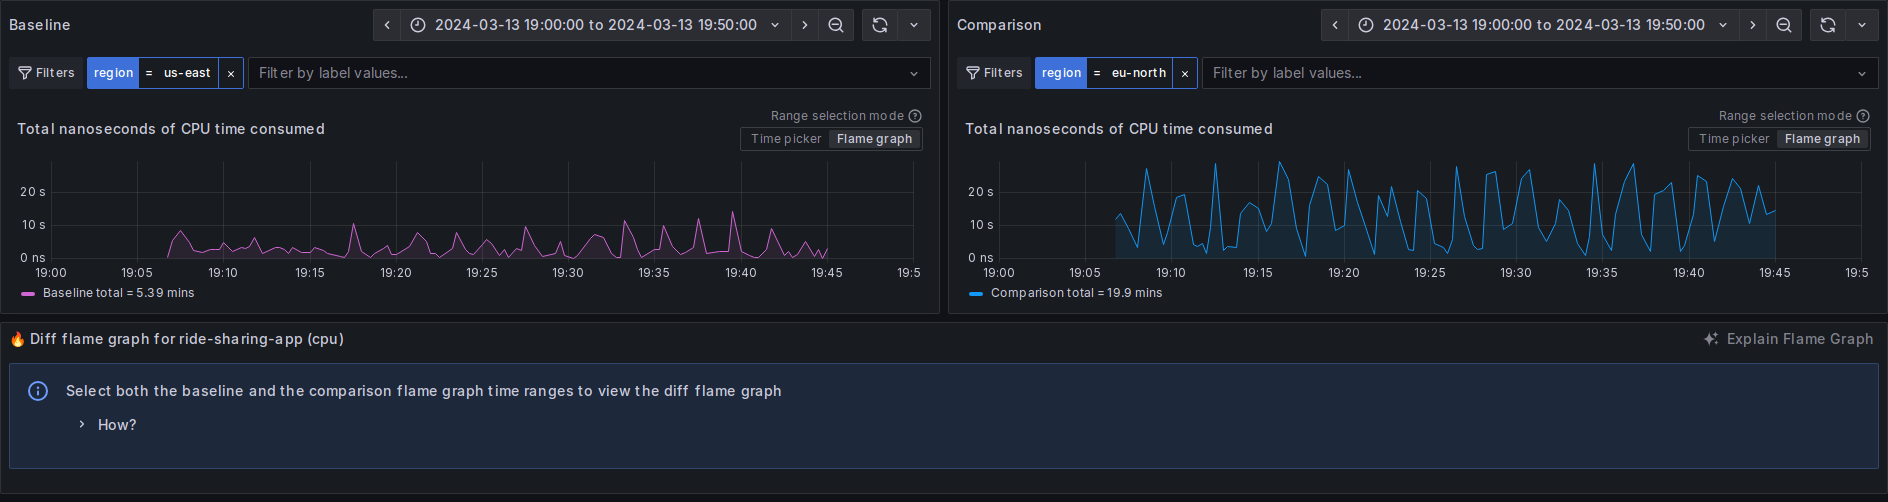 Baseline
2024-03-13 19:00:00 to 2024-03-13 19:50:00
Filters
region = us-east ×
Filter by label values...
Total nanoseconds of CPU time consumed
Range selection mode
Time picker Flame graph
20 s
10 s
0 ns
19:00 19:05 19:10 19:15 19:20 19:25 19:30 19:35 19:40 19:45 19:5
Baseline total = 5.39 mins
Comparison
2024-03-13 19:00:00 to 2024-03-13 19:50:00
Filters
region = eu-north ×
Filter by label values...
Total nanoseconds of CPU time consumed
Range selection mode
Time picker Flame graph
20 s
10 s
0 ns
19:00 19:05 19:10 19:15 19:20 19:25 19:30 19:35 19:40 19:45 19:5
Comparison total = 19.9 mins
🔥 Diff flame graph for ride-sharing-app (cpu)
Explain Flame Graph
Select both the baseline and the comparison flame graph time ranges to view the diff flame graph
How?